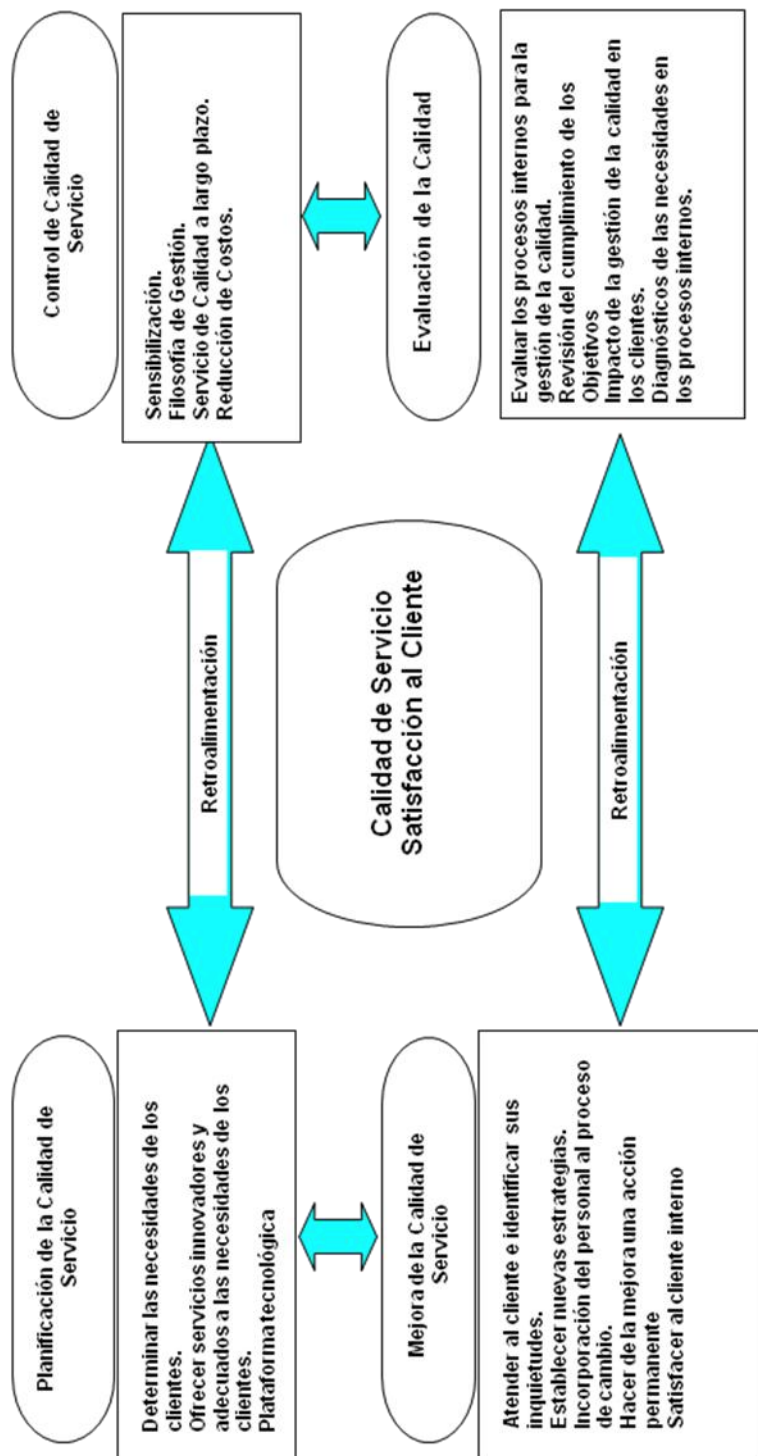 Planificación de la Calidad de
Servicio
Determinar las necesidades de los
clientes.
Ofrecer servicios innovadores y
adecuados a las necesidades de los
clientes.
Plataforma tecnológica
Retroalimentación
Control de Calidad de
Servicio
Sensibilización.
Filosofía de Gestión.
Servicio de Calidad a largo plazo.
Reducción de Costos.
Calidad de Servicio
Satisfacción al Cliente
Mejora de la Calidad de
Servicio
Atender al cliente e identificar sus
inquietudes.
Establecer nuevas estrategias.
Incorporación del personal al proceso
de cambio.
Hacer de la mejora una acción
permanente
Satisfacer al cliente interno
Retroalimentación
Evaluación de la Calidad
Evaluar los procesos internos para la
gestión de la calidad.
Revisión del cumplimiento de los
Objetivos
Impacto de la gestión de la calidad en
los clientes.
Diagnósticos de las necesidades en
los procesos internos.